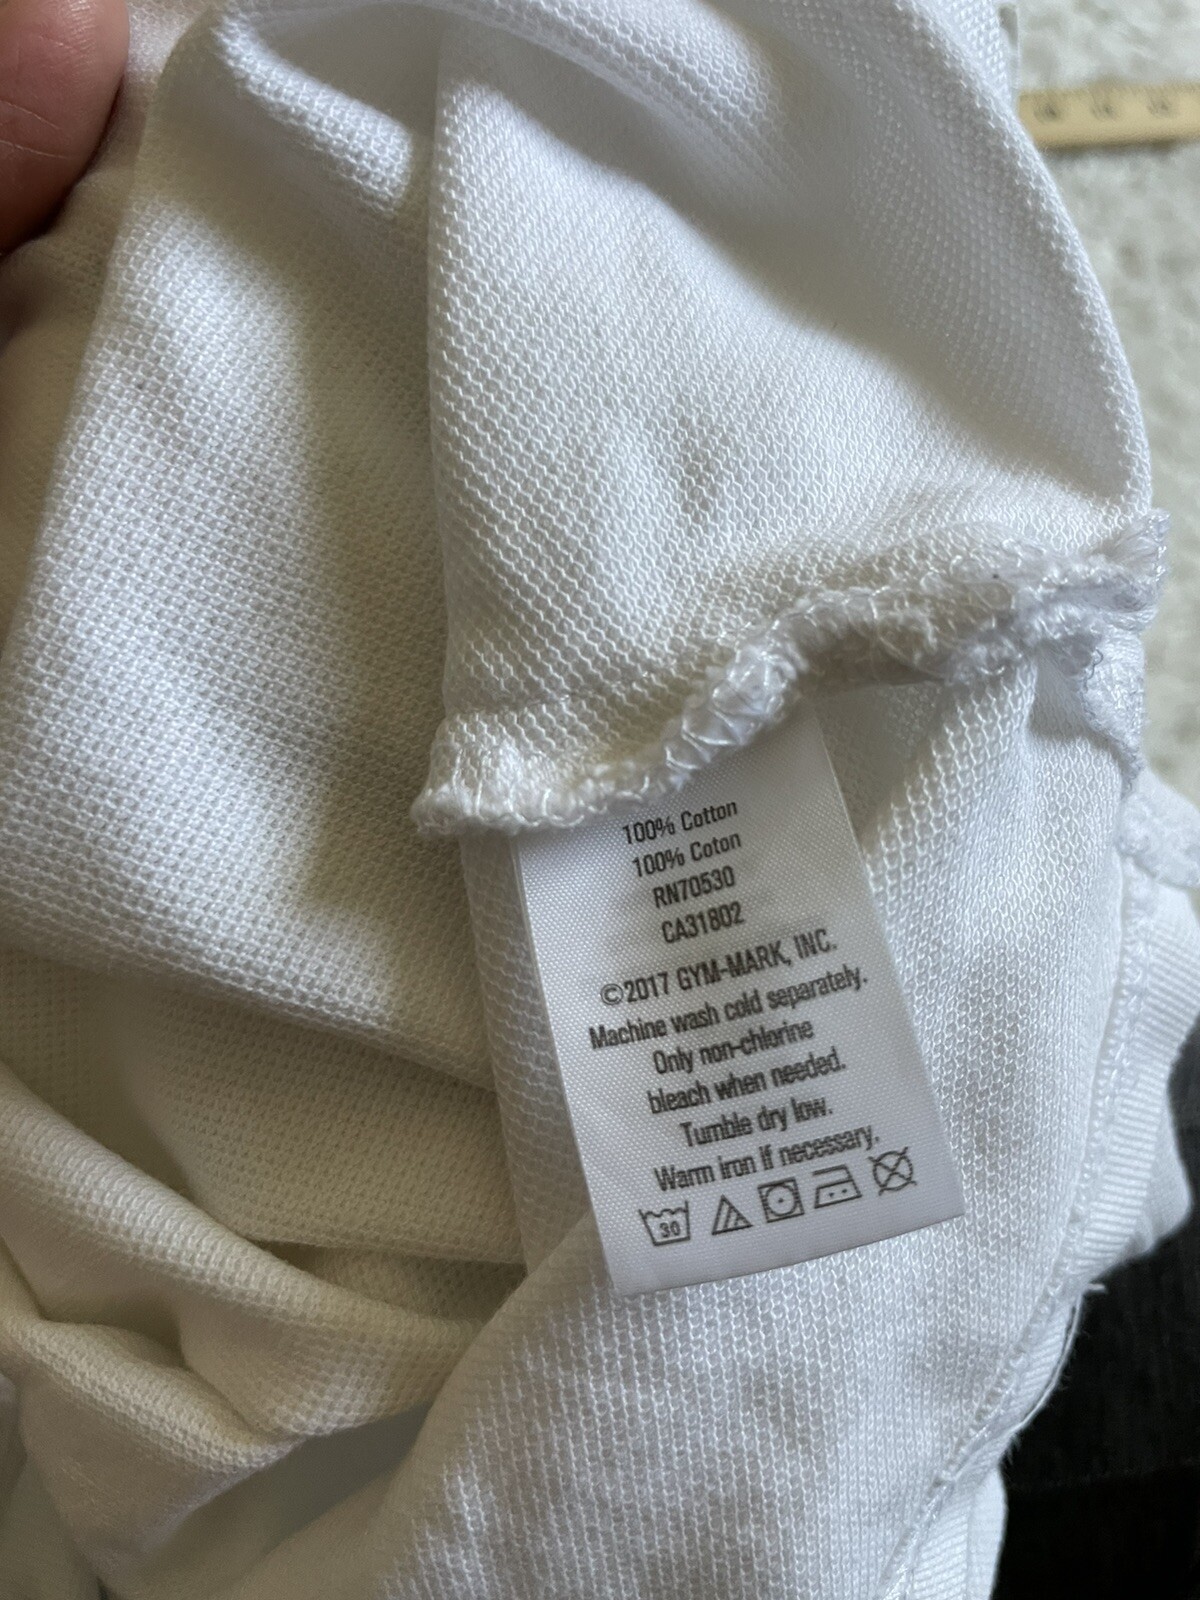 100% Cotton
100% Coton
RN70530
CA31802
©2017 GYM-MARK, INC.
Machine wash cold separately.
Only non-chlorine
bleach when needed.
Tumble dry low.
Warm iron if necessary.
30